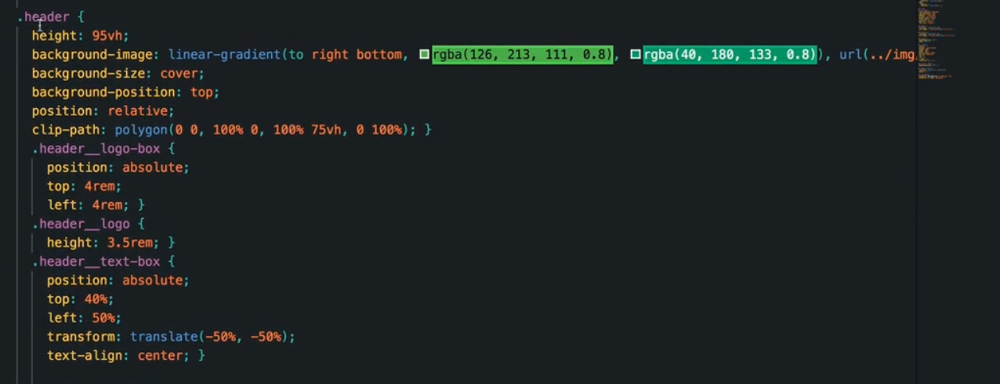 .header {
height: 95vh;
background-image: linear-gradient(to right bottom, rgba(126, 213, 111, 0.8), rgba(40, 180, 133, 0.8)), url(../img
background-size: cover;
background-position: top;
position: relative;
clip-path: polygon(0 0, 100% 0, 100% 75vh, 0 100%); }
.header__logo-box {
position: absolute;
top: 4rem;
left: 4rem; }
.header__logo {
height: 3.5rem; }
.header__text-box {
position: absolute;
top: 40%;
left: 50%;
transform: translate(-50%, -50%);
text-align: center; }